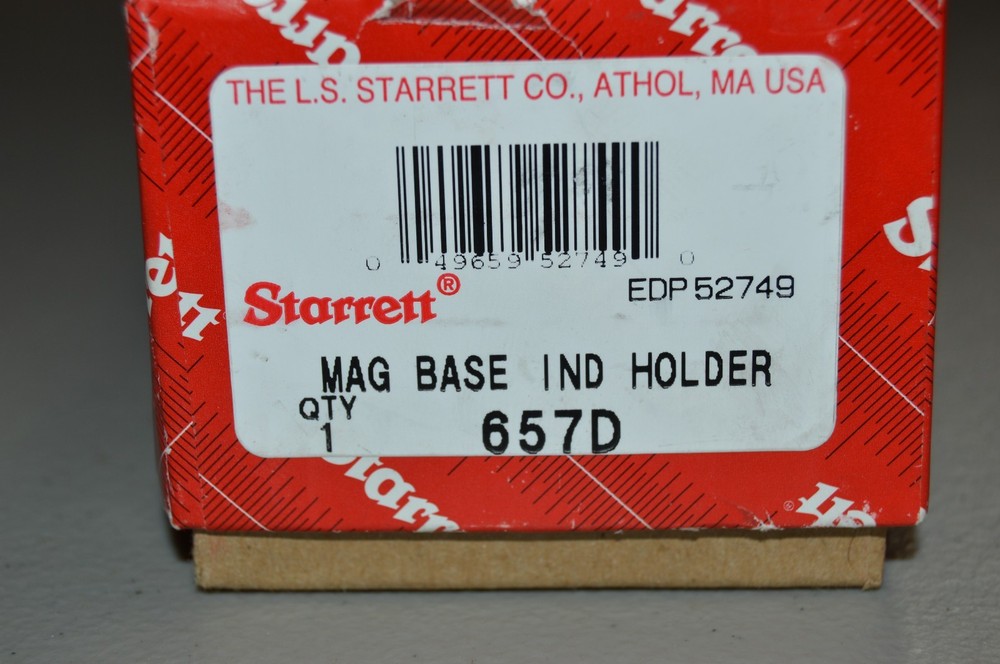 THE L.S. STARRETT CO., ATHOL, MA USA
0 49659 52749 0
Starrett®
EDP 52749
MAG BASE IND HOLDER
QTY
1
657D